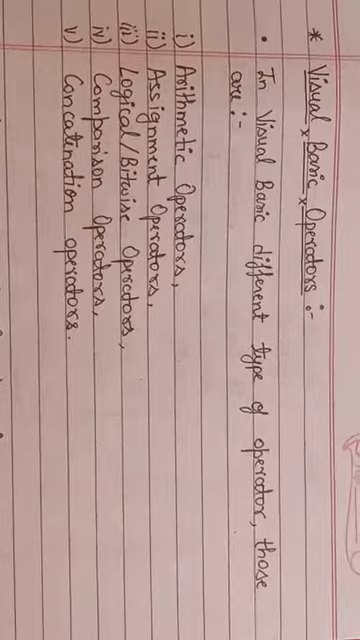 * Visual Basic Operators :-
• In Visual Basic different type of operator, those
are :-
i) Arithmetic Operators,
ii) Assignment Operators,
iii) Logical/Bitwise Operators,
iv) Comparison Operators,
v) Concatenation operators.